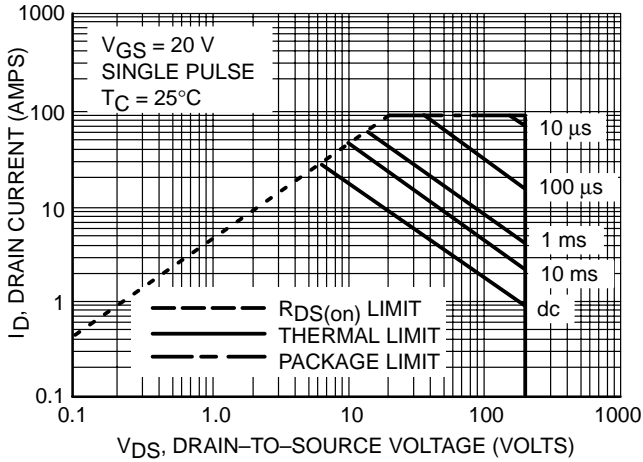 1000
100
10
1
0.1
I_D, DRAIN CURRENT (AMPS)
V_GS = 20 V
SINGLE PULSE
T_C = 25°C
10 μs
100 μs
1 ms
10 ms
dc
R_DS(on) LIMIT
THERMAL LIMIT
PACKAGE LIMIT
0.1
1.0
10
100
1000
V_DS, DRAIN–TO–SOURCE VOLTAGE (VOLTS)